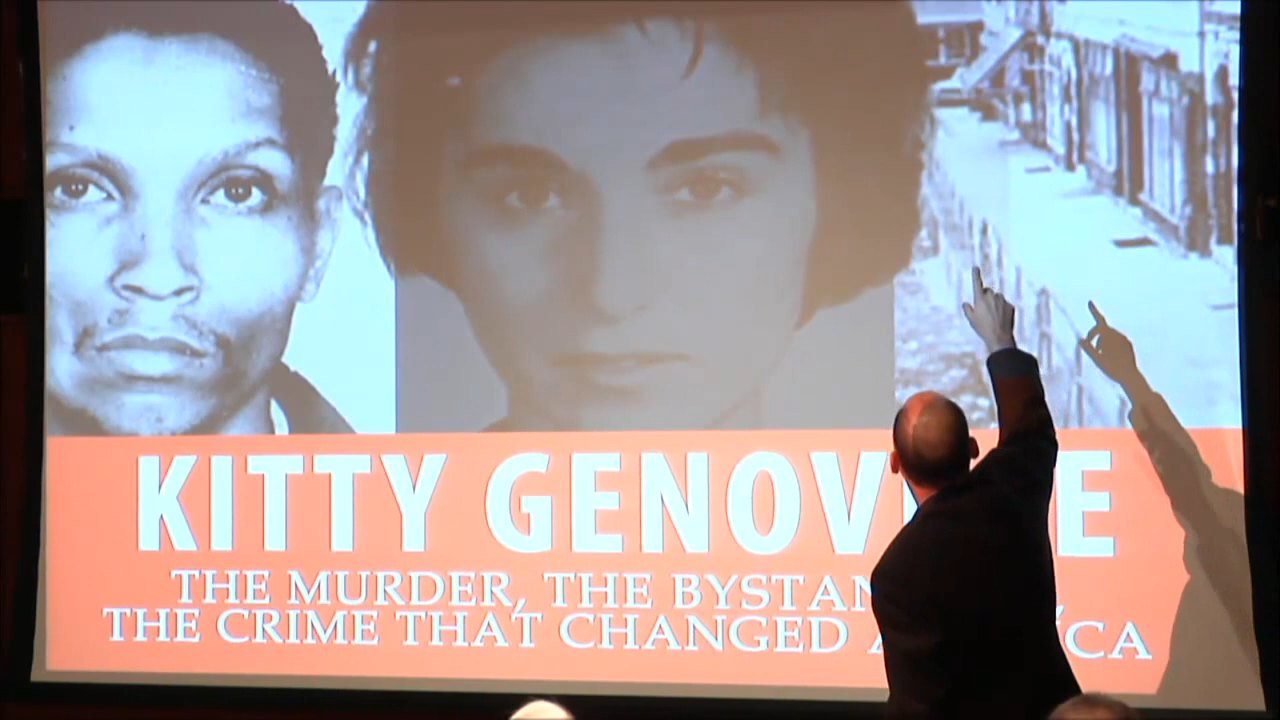 KITTY GENOV E
THE MURDER, THE BYSTAN ,
THE CRIME THAT CHANGED A CA